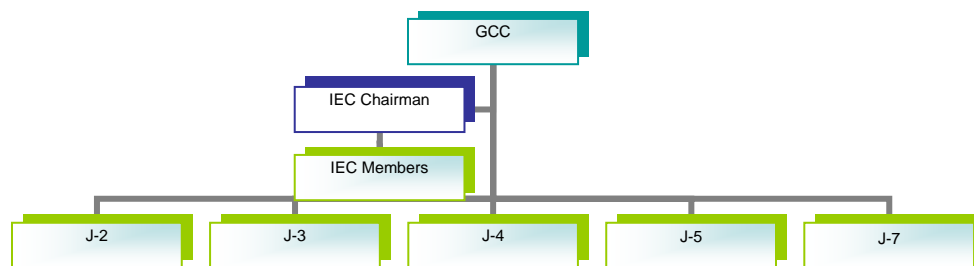 GCC
IEC Chairman
IEC Members
J-2
J-3
J-4
J-5
J-7